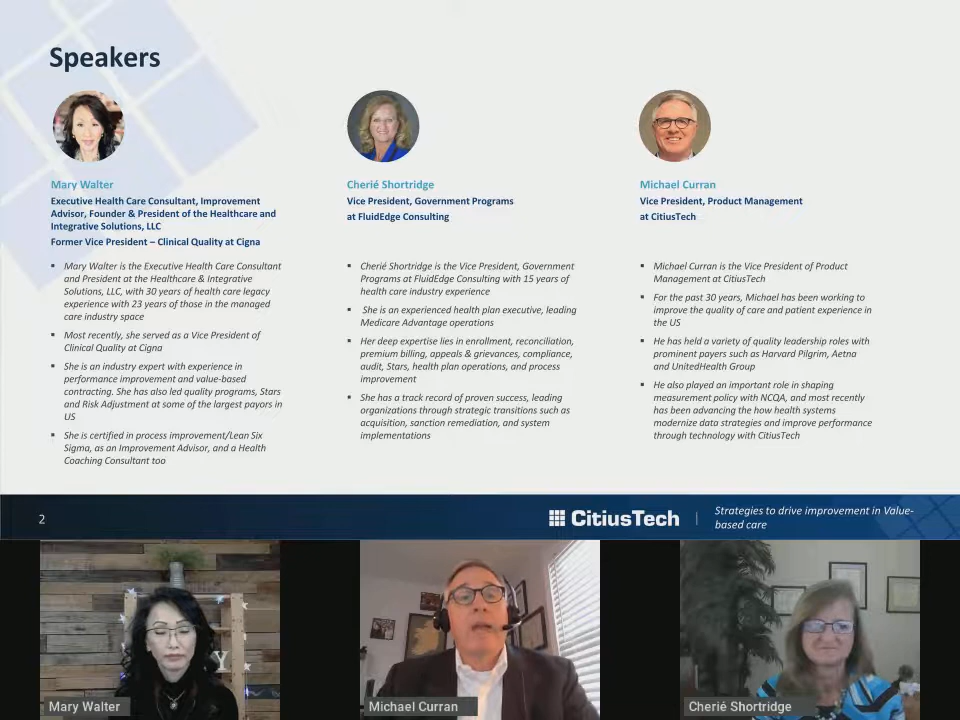 Speakers
Mary Walter
Executive Health Care Consultant, Improvement
Advisor, Founder & President of the Healthcare and
Integrative Solutions, LLC
Former Vice President – Clinical Quality at Cigna
▪ Mary Walter is the Executive Health Care Consultant
and President at the Healthcare & Integrative
Solutions, LLC, with 30 years of health care legacy
experience with 23 years of those in the managed
care industry space
▪ Most recently, she served as a Vice President of
Clinical Quality at Cigna
▪ She is an industry expert with experience in
performance improvement and value-based
contracting. She has also led quality programs, Stars
and Risk Adjustment at some of the largest payors in
US
▪ She is certified in process improvement/Lean Six
Sigma, as an Improvement Advisor, and a Health
Coaching Consultant too
Cherié Shortridge
Vice President, Government Programs
at FluidEdge Consulting
▪ Cherié Shortridge is the Vice President, Government
Programs at FluidEdge Consulting with 15 years of
health care industry experience
▪ She is an experienced health plan executive, leading
Medicare Advantage operations
▪ Her deep expertise lies in enrollment, reconciliation,
premium billing, appeals & grievances, compliance,
audit, Stars, health plan operations, and process
improvement
▪ She has a track record of proven success, leading
organizations through strategic transitions such as
acquisition, sanction remediation, and system
implementations
Michael Curran
Vice President, Product Management
at CitiusTech
▪ Michael Curran is the Vice President of Product
Management at CitiusTech
▪ For the past 30 years, Michael has been working to
improve the quality of care and patient experience in
the US
▪ He has held a variety of quality leadership roles with
prominent payers such as Harvard Pilgrim, Aetna
and UnitedHealth Group
▪ He also played an important role in shaping
measurement policy with NCQA, and most recently
has been advancing the how health systems
modernize data strategies and improve performance
through technology with CitiusTech
2
CitiusTech
Strategies to drive improvement in Value-
based care
Y
Mary Walter
Michael Curran
Cherié Shortridge